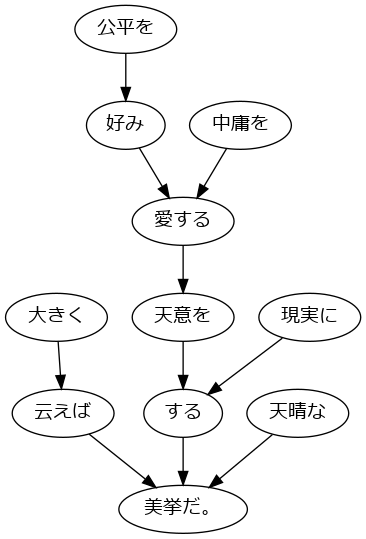 公平を
好み
中庸を
愛する
大きく
天意を
現実に
云えば
する
天晴な
美挙だ。